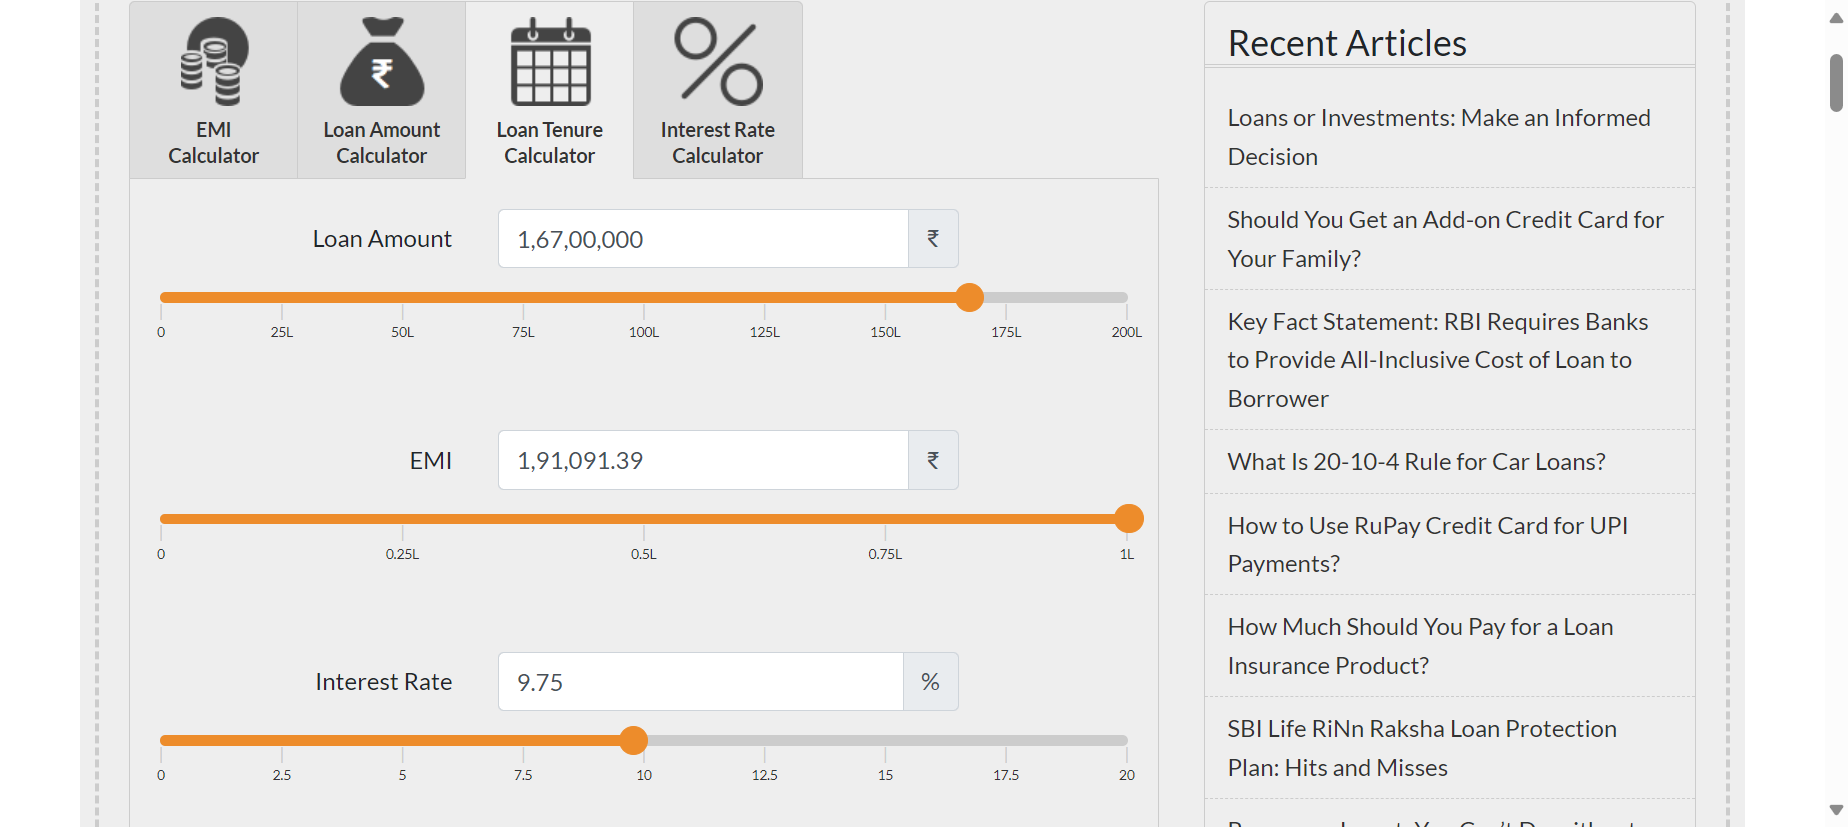 EMI
Calculator
Loan Amount
Calculator
Loan Tenure
Calculator
Interest Rate
Calculator
Loan Amount
1,67,00,000
₹
0
25L
50L
75L
100L
125L
150L
175L
200L
EMI
1,91,091.39
₹
0
0.25L
0.5L
0.75L
1L
Interest Rate
9.75
%
0
2.5
5
7.5
10
12.5
15
17.5
20
Recent Articles
Loans or Investments: Make an Informed
Decision
Should You Get an Add-on Credit Card for
Your Family?
Key Fact Statement: RBI Requires Banks
to Provide All-Inclusive Cost of Loan to
Borrower
What Is 20-10-4 Rule for Car Loans?
How to Use RuPay Credit Card for UPI
Payments?
How Much Should You Pay for a Loan
Insurance Product?
SBI Life RiNn Raksha Loan Protection
Plan: Hits and Misses